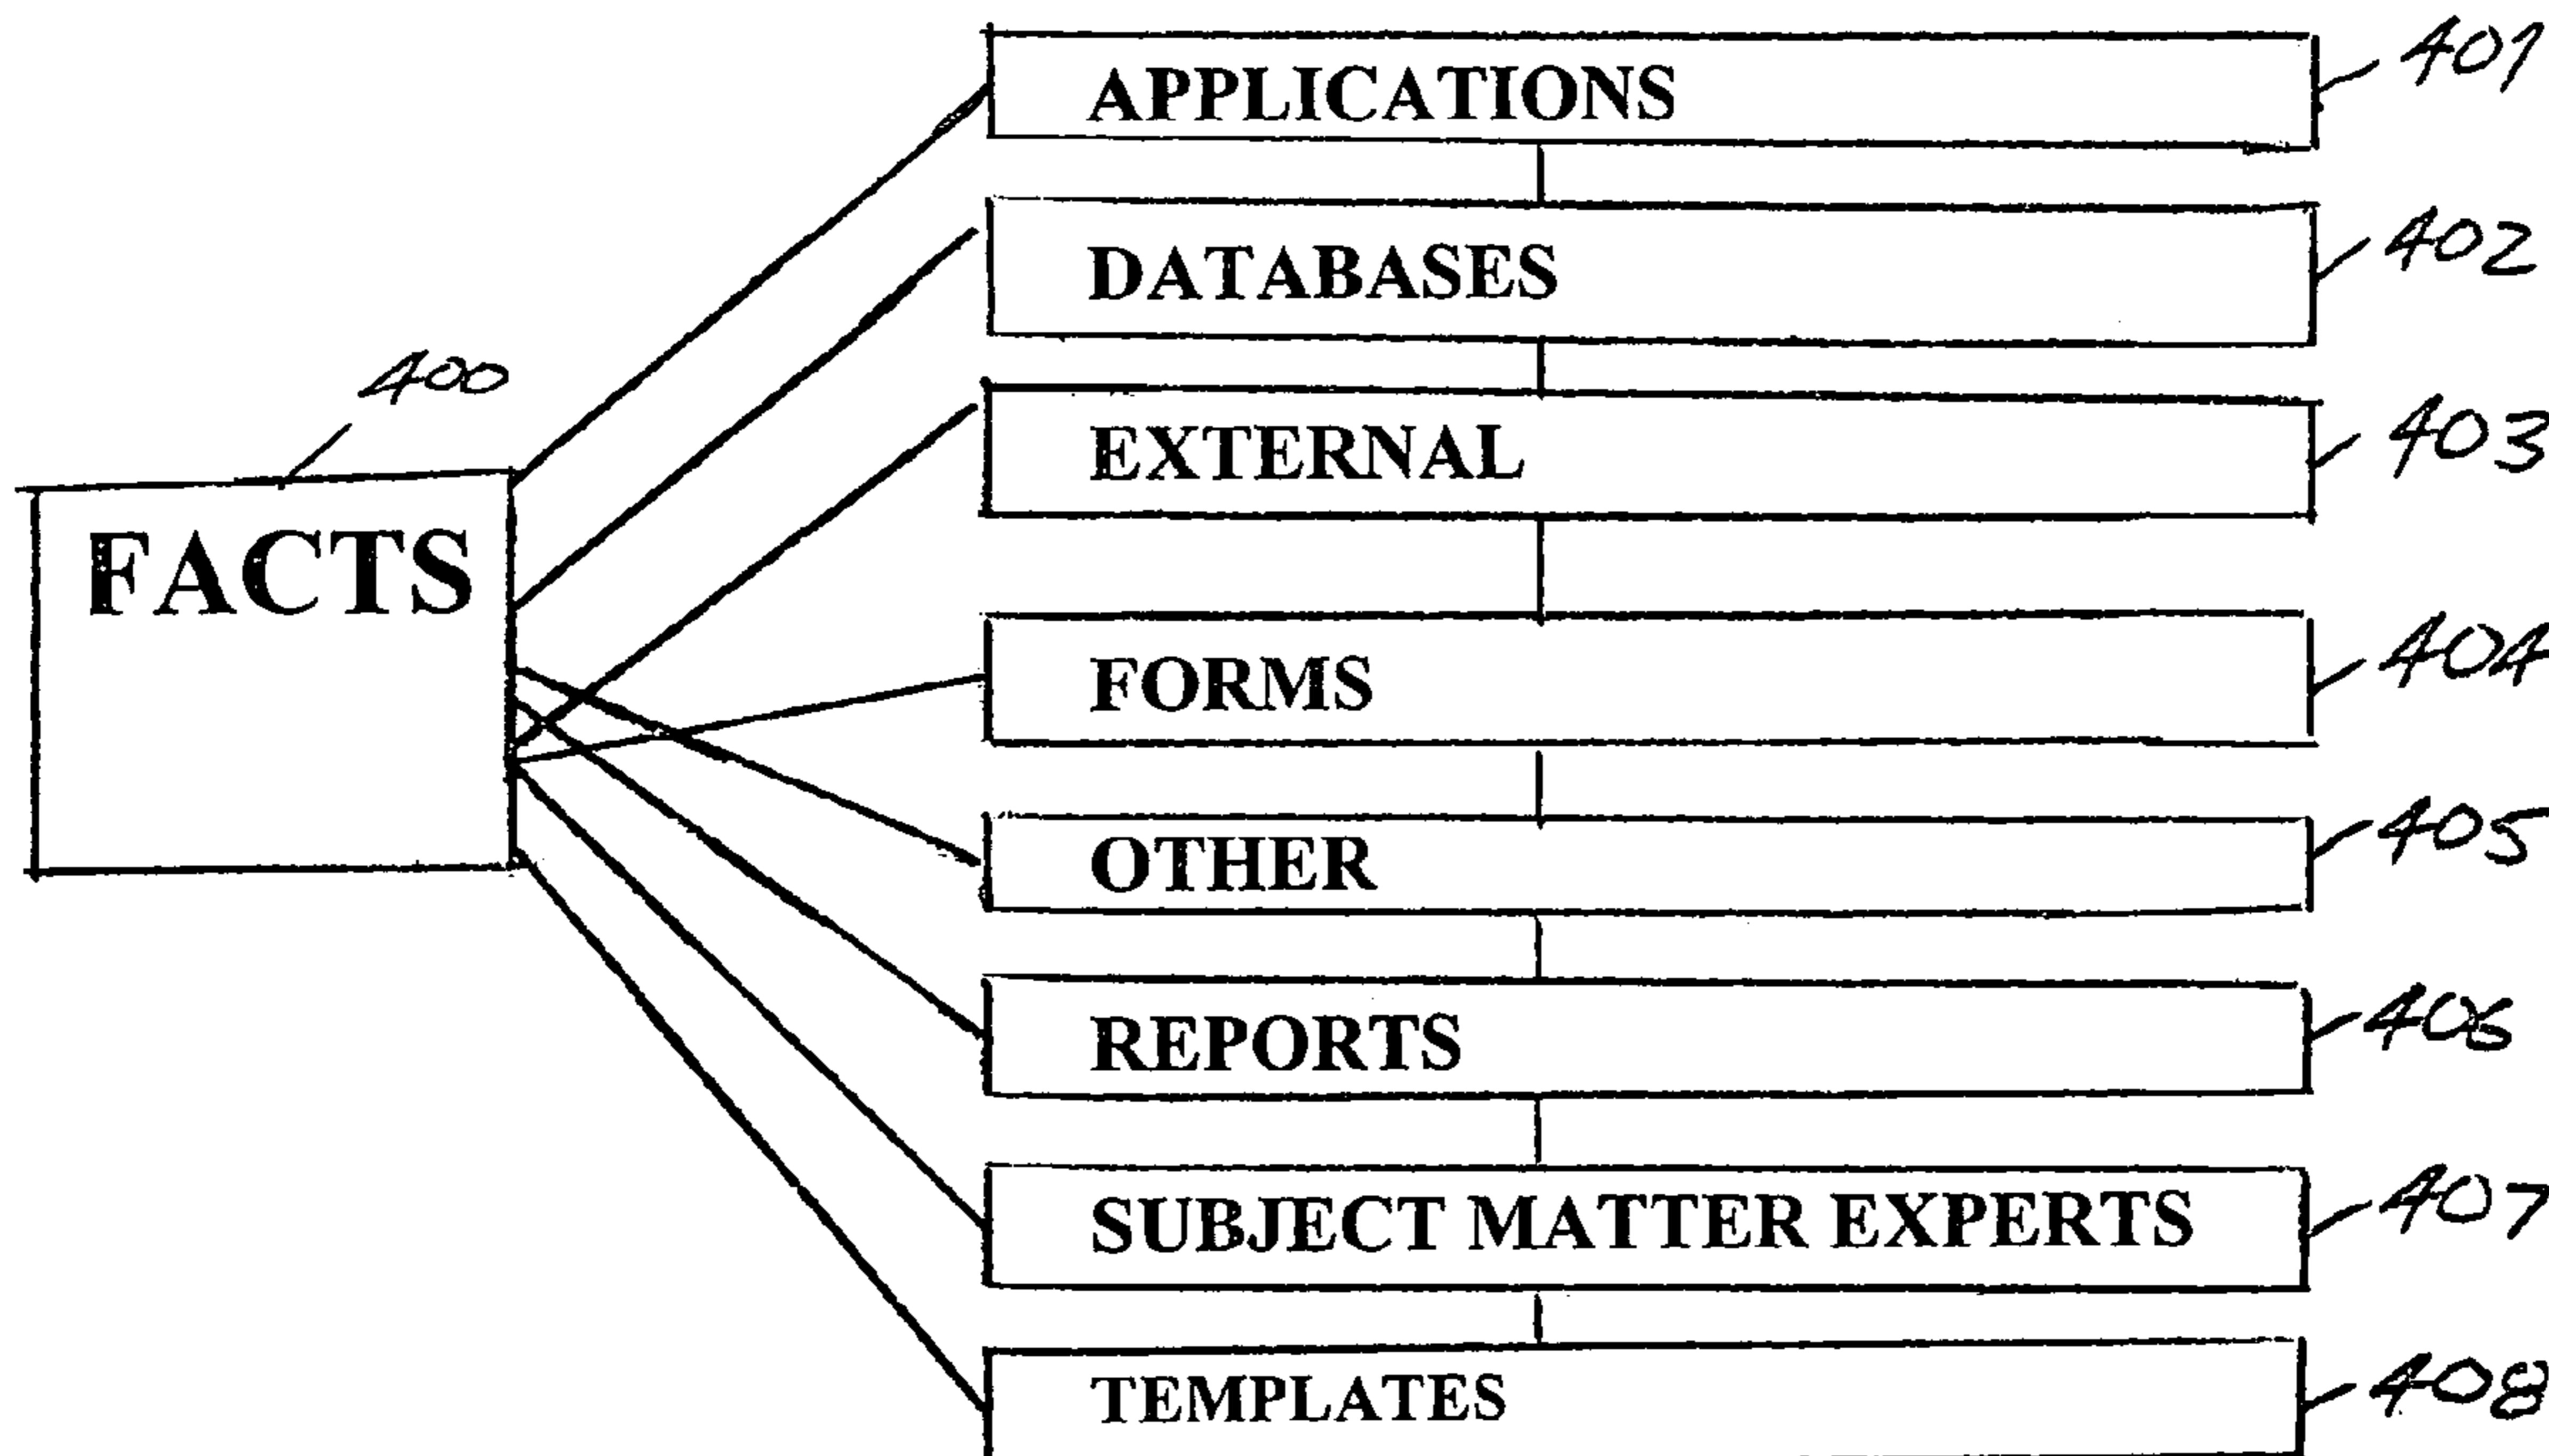 APPLICATIONS 401
DATABASES 402
EXTERNAL 403
400
FACTS
FORMS 404
OTHER 405
REPORTS 406
SUBJECT MATTER EXPERTS 407
TEMPLATES 408